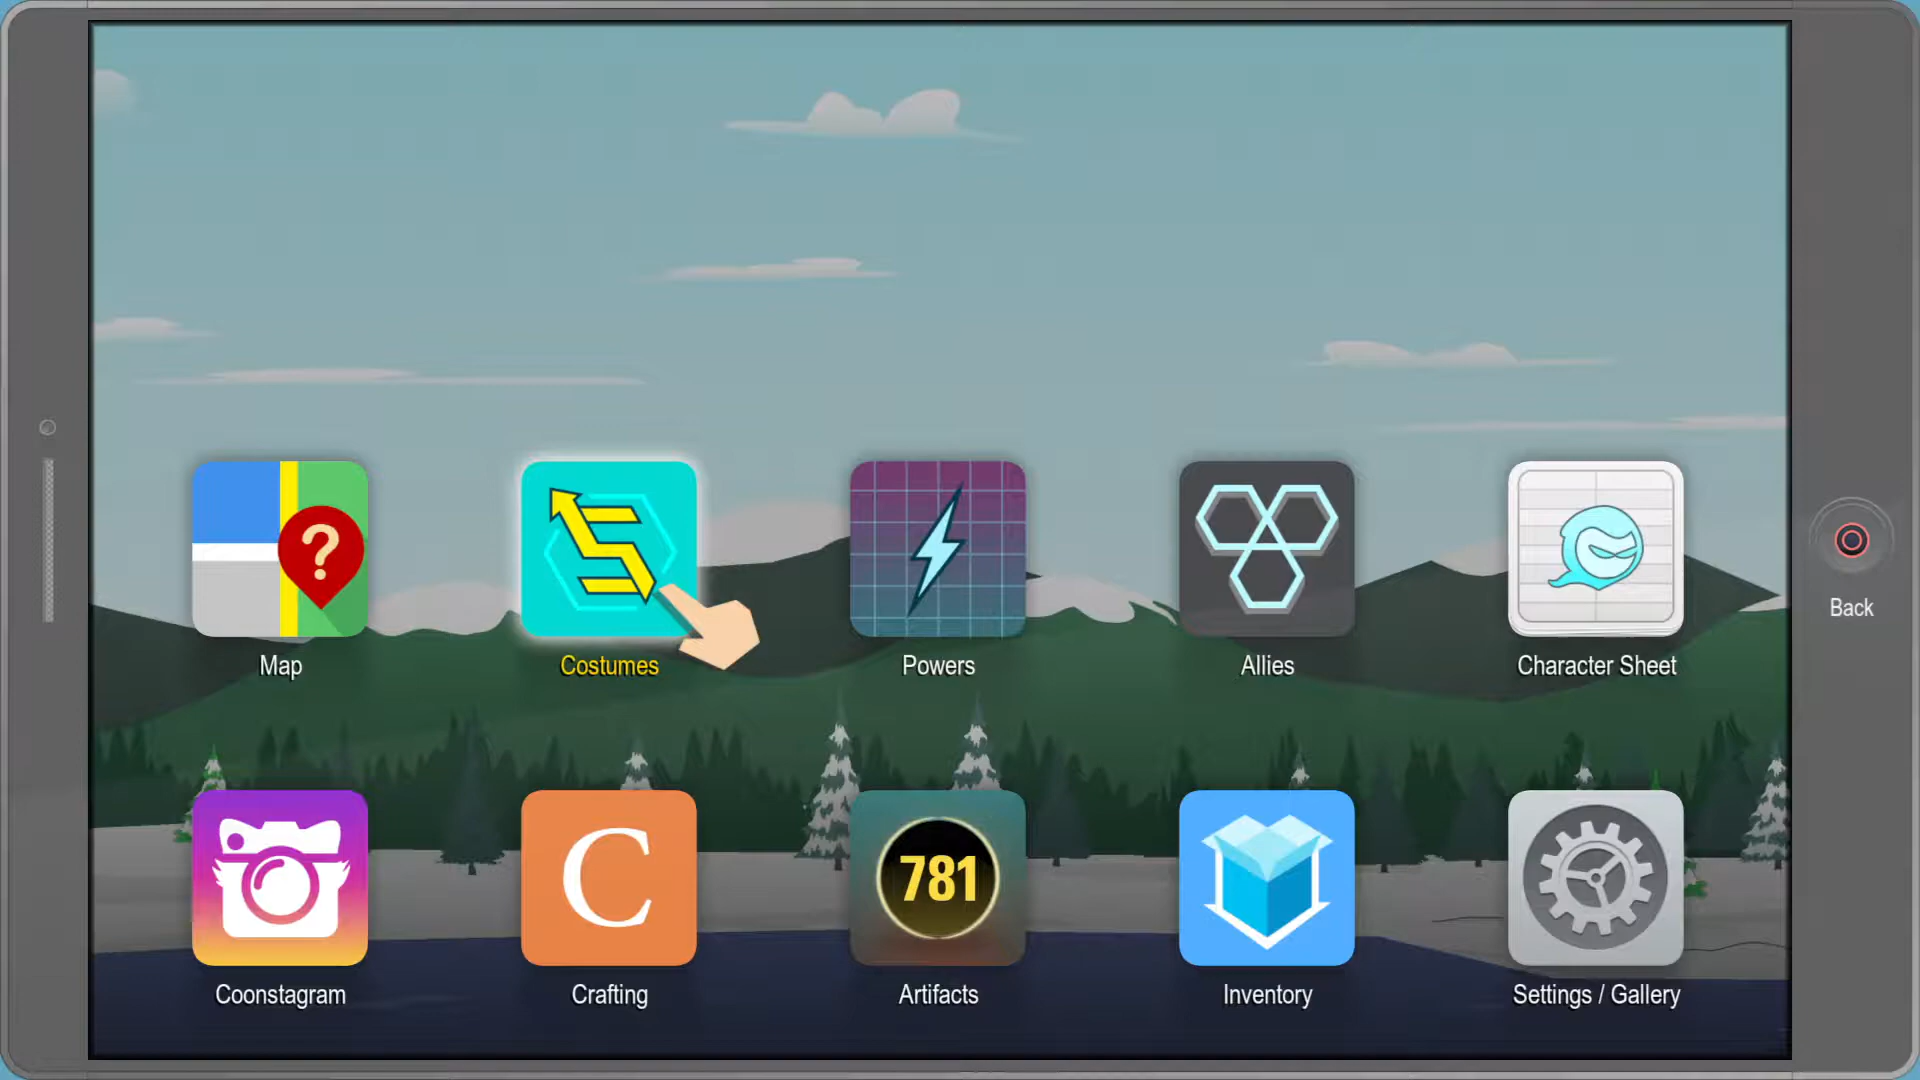 ?
Map
Costumes
Powers
Allies
Character Sheet
Back
C
781
Coonstagram
Crafting
Artifacts
Inventory
Settings / Gallery